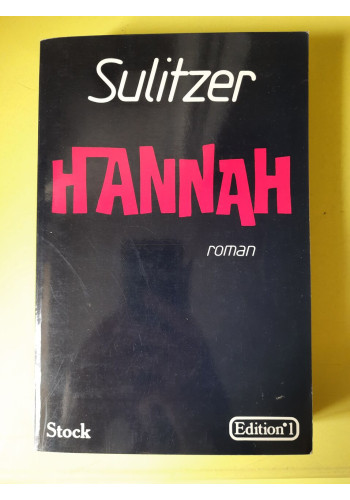 Sulitzer
HANNAH
roman
Stock
Edition°1